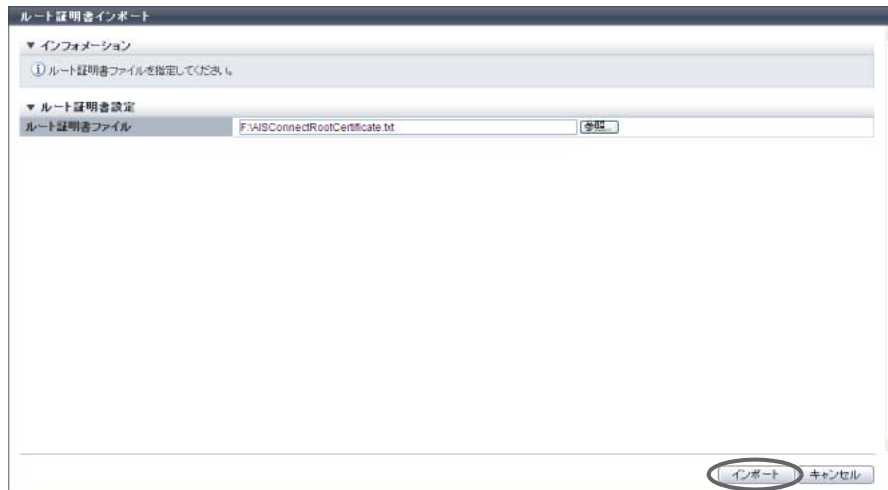 ルート証明書インポート
▼ インフォメーション
ルート証明書ファイルを指定してください。
▼ ルート証明書設定
ルート証明書ファイル F:\AISConnectRootCertificate.txt 参照...
インポート キャンセル